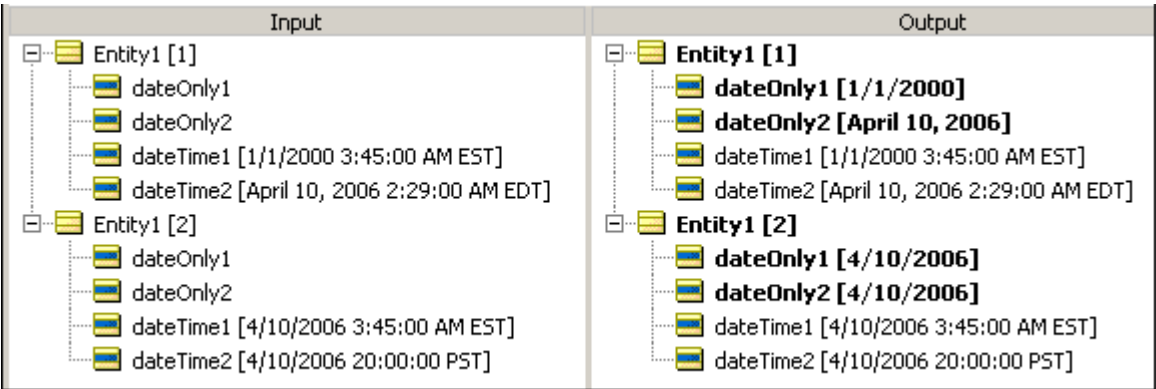 Input
Entity1 [1]
dateOnly1
dateOnly2
dateTime1 [1/1/2000 3:45:00 AM EST]
dateTime2 [April 10, 2006 2:29:00 AM EDT]
Entity1 [2]
dateOnly1
dateOnly2
dateTime1 [4/10/2006 3:45:00 AM EST]
dateTime2 [4/10/2006 20:00:00 PST]
Output
Entity1 [1]
dateOnly1 [1/1/2000]
dateOnly2 [April 10, 2006]
dateTime1 [1/1/2000 3:45:00 AM EST]
dateTime2 [April 10, 2006 2:29:00 AM EDT]
Entity1 [2]
dateOnly1 [4/10/2006]
dateOnly2 [4/10/2006]
dateTime1 [4/10/2006 3:45:00 AM EST]
dateTime2 [4/10/2006 20:00:00 PST]